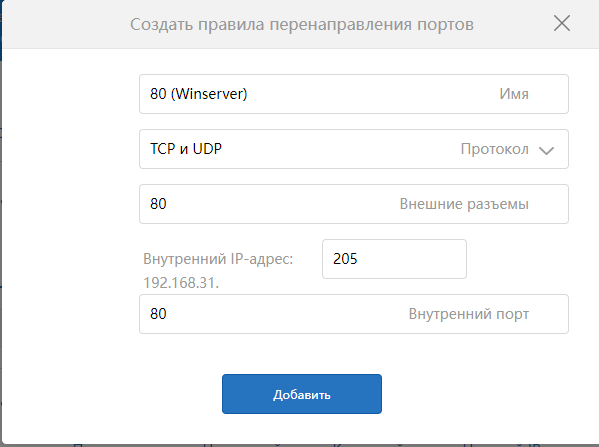 Создать правила перенаправления портов
80 (Winserver) Имя
TCP и UDP Протокол
80 Внешние разъемы
Внутренний IP-адрес: 205
192.168.31.
80 Внутренний порт
Добавить